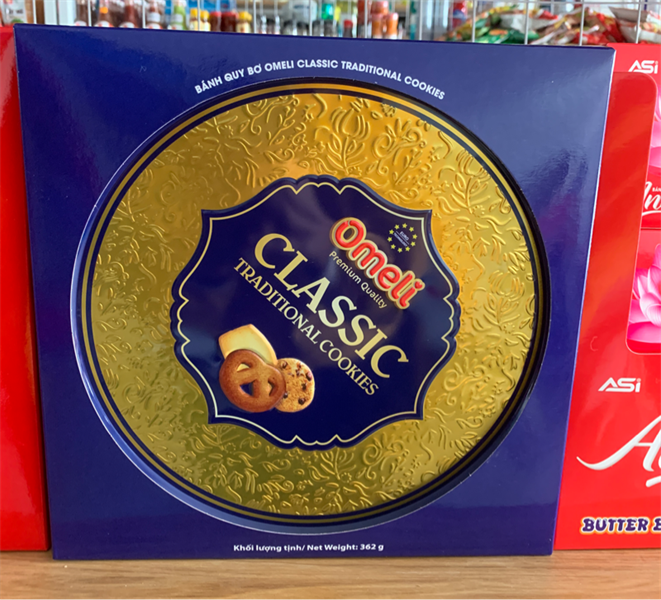 BÁNH QUY BƠ OMELI CLASSIC TRADITIONAL COOKIES
Omeli
Premium Quality
CLASSIC
TRADITIONAL COOKIES
Khối lượng tịnh/ Net Weight: 362 g
ASi
ASi
BUTTER